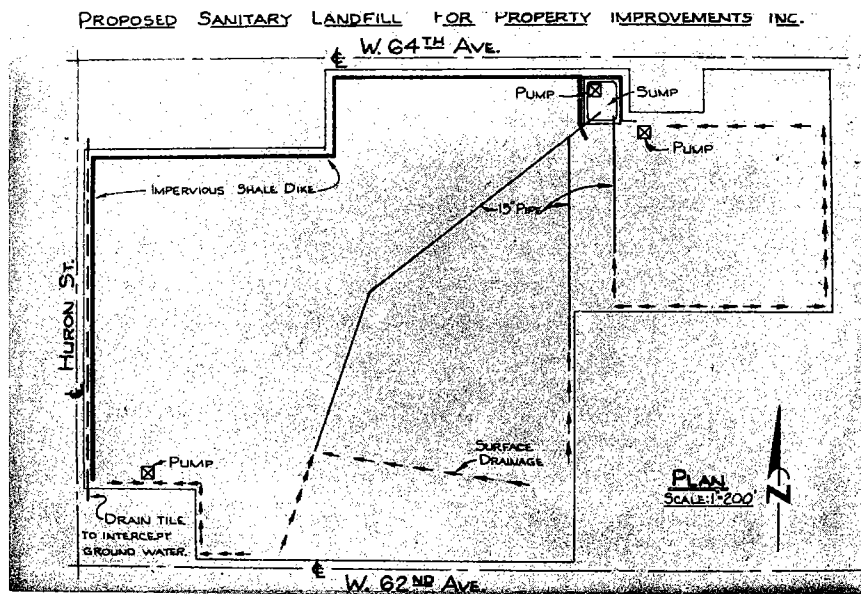 PROPOSED SANITARY LANDFILL FOR PROPERTY IMPROVEMENTS INC.
W. 64TH AVE.
PUMP
SUMP
PUMP
IMPERVIOUS SHALE DIKE
15" PIPE
HURON ST.
SURFACE
DRAINAGE
PUMP
PLAN
SCALE: 1"=200'
N
DRAIN TILE
TO INTERCEPT
GROUND WATER.
W. 62ND AVE.